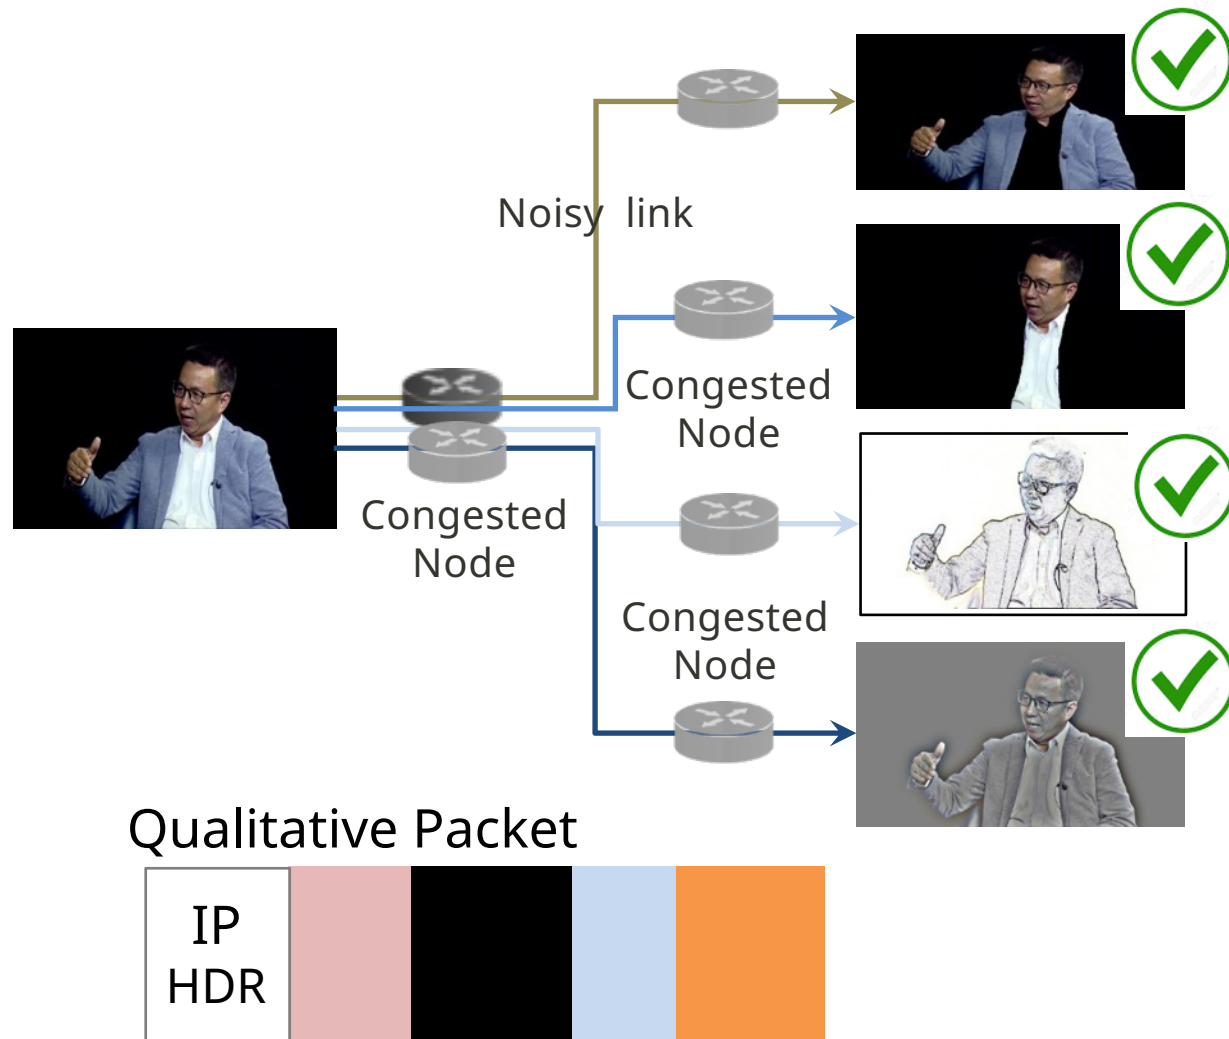 Noisy link
Congested
Node
Congested
Node
Congested
Node
Qualitative Packet
IP
HDR